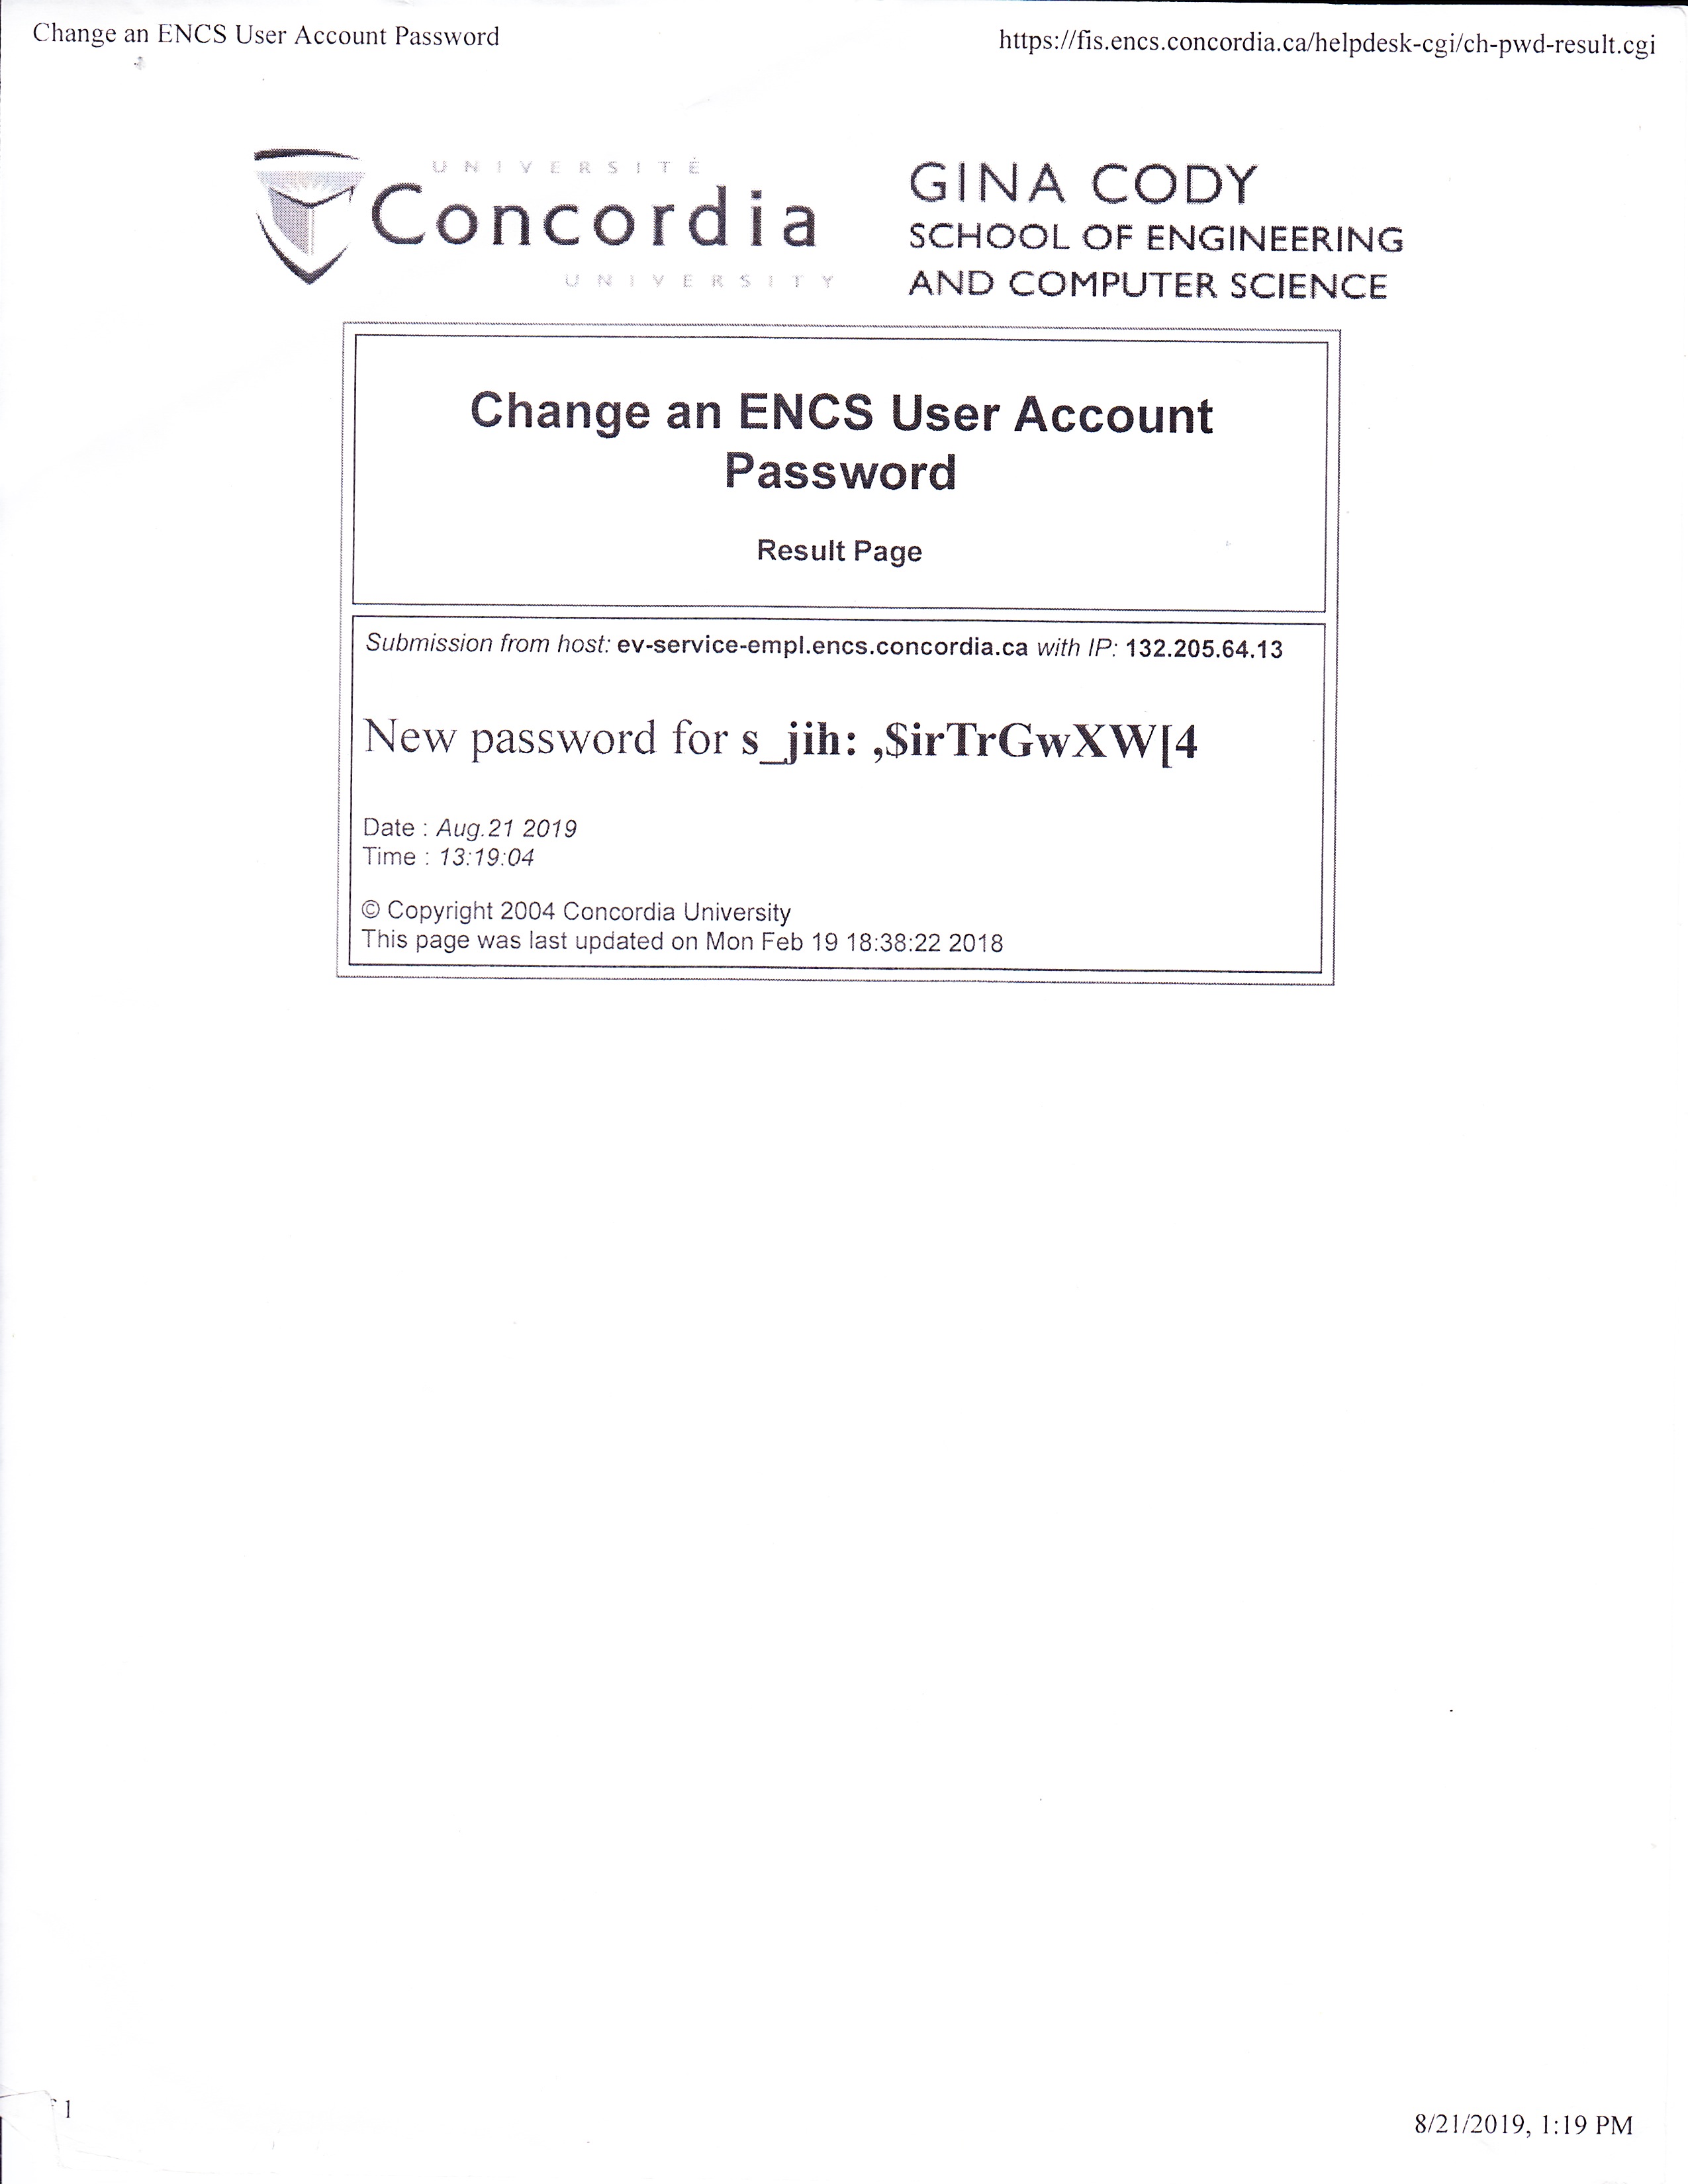 Change an ENCS User Account Password
https://fis.encs.concordia.ca/helpdesk-cgi/ch-pwd-result.cgi
UNIVERSITÉ
Concordia
UNIVERSITY
GINA CODY
SCHOOL OF ENGINEERING
AND COMPUTER SCIENCE
Change an ENCS User Account
Password
Result Page
Submission from host: ev-service-empl.encs.concordia.ca with IP: 132.205.64.13
New password for s_jih: ,$irTrGwXW[4
Date : Aug.21 2019
Time : 13:19:04
© Copyright 2004 Concordia University
This page was last updated on Mon Feb 19 18:38:22 2018
1
8/21/2019, 1:19 PM